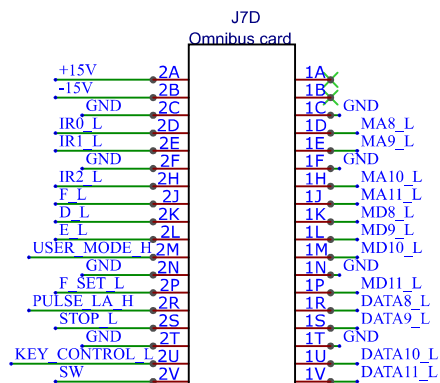 J7D
Omnibus card
+15V 2A 1A
-15V 2B 1B
GND 2C 1C GND
IR0_L 2D 1D MA8_L
IR1_L 2E 1E MA9_L
GND 2F 1F GND
IR2_L 2H 1H MA10_L
F_L 2J 1J MA11_L
D_L 2K 1K MD8_L
E_L 2L 1L MD9_L
USER_MODE_H 2M 1M MD10_L
GND 2N 1N GND
F_SET_L 2P 1P MD11_L
PULSE_LA_H 2R 1R DATA8_L
STOP_L 2S 1S DATA9_L
GND 2T 1T GND
KEY_CONTROL_L 2U 1U DATA10_L
SW 2V 1V DATA11_L